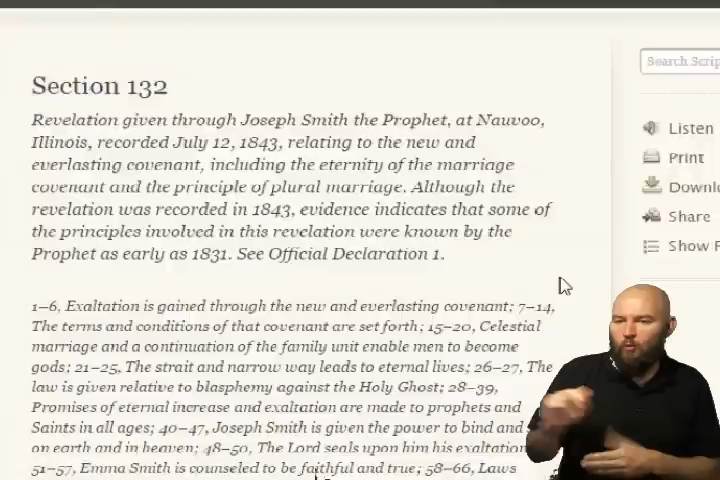 Section 132
Search Scrip
Revelation given through Joseph Smith the Prophet, at Nauvoo,
Illinois, recorded July 12, 1843, relating to the new and
everlasting covenant, including the eternity of the marriage
covenant and the principle of plural marriage. Although the
revelation was recorded in 1843, evidence indicates that some of
the principles involved in this revelation were known by the
Prophet as early as 1831. See Official Declaration 1.
Listen
Print
Downlo
Share
Show F
1–6, Exaltation is gained through the new and everlasting covenant; 7–14,
The terms and conditions of that covenant are set forth; 15–20, Celestial
marriage and a continuation of the family unit enable men to become
gods; 21–25, The strait and narrow way leads to eternal lives; 26–27, The
law is given relative to blasphemy against the Holy Ghost; 28–39,
Promises of eternal increase and exaltation are made to prophets and
Saints in all ages; 40–47, Joseph Smith is given the power to bind and
on earth and in heaven; 48–50, The Lord seals upon him his exaltation
51–57, Emma Smith is counseled to be faithful and true; 58–66, Laws